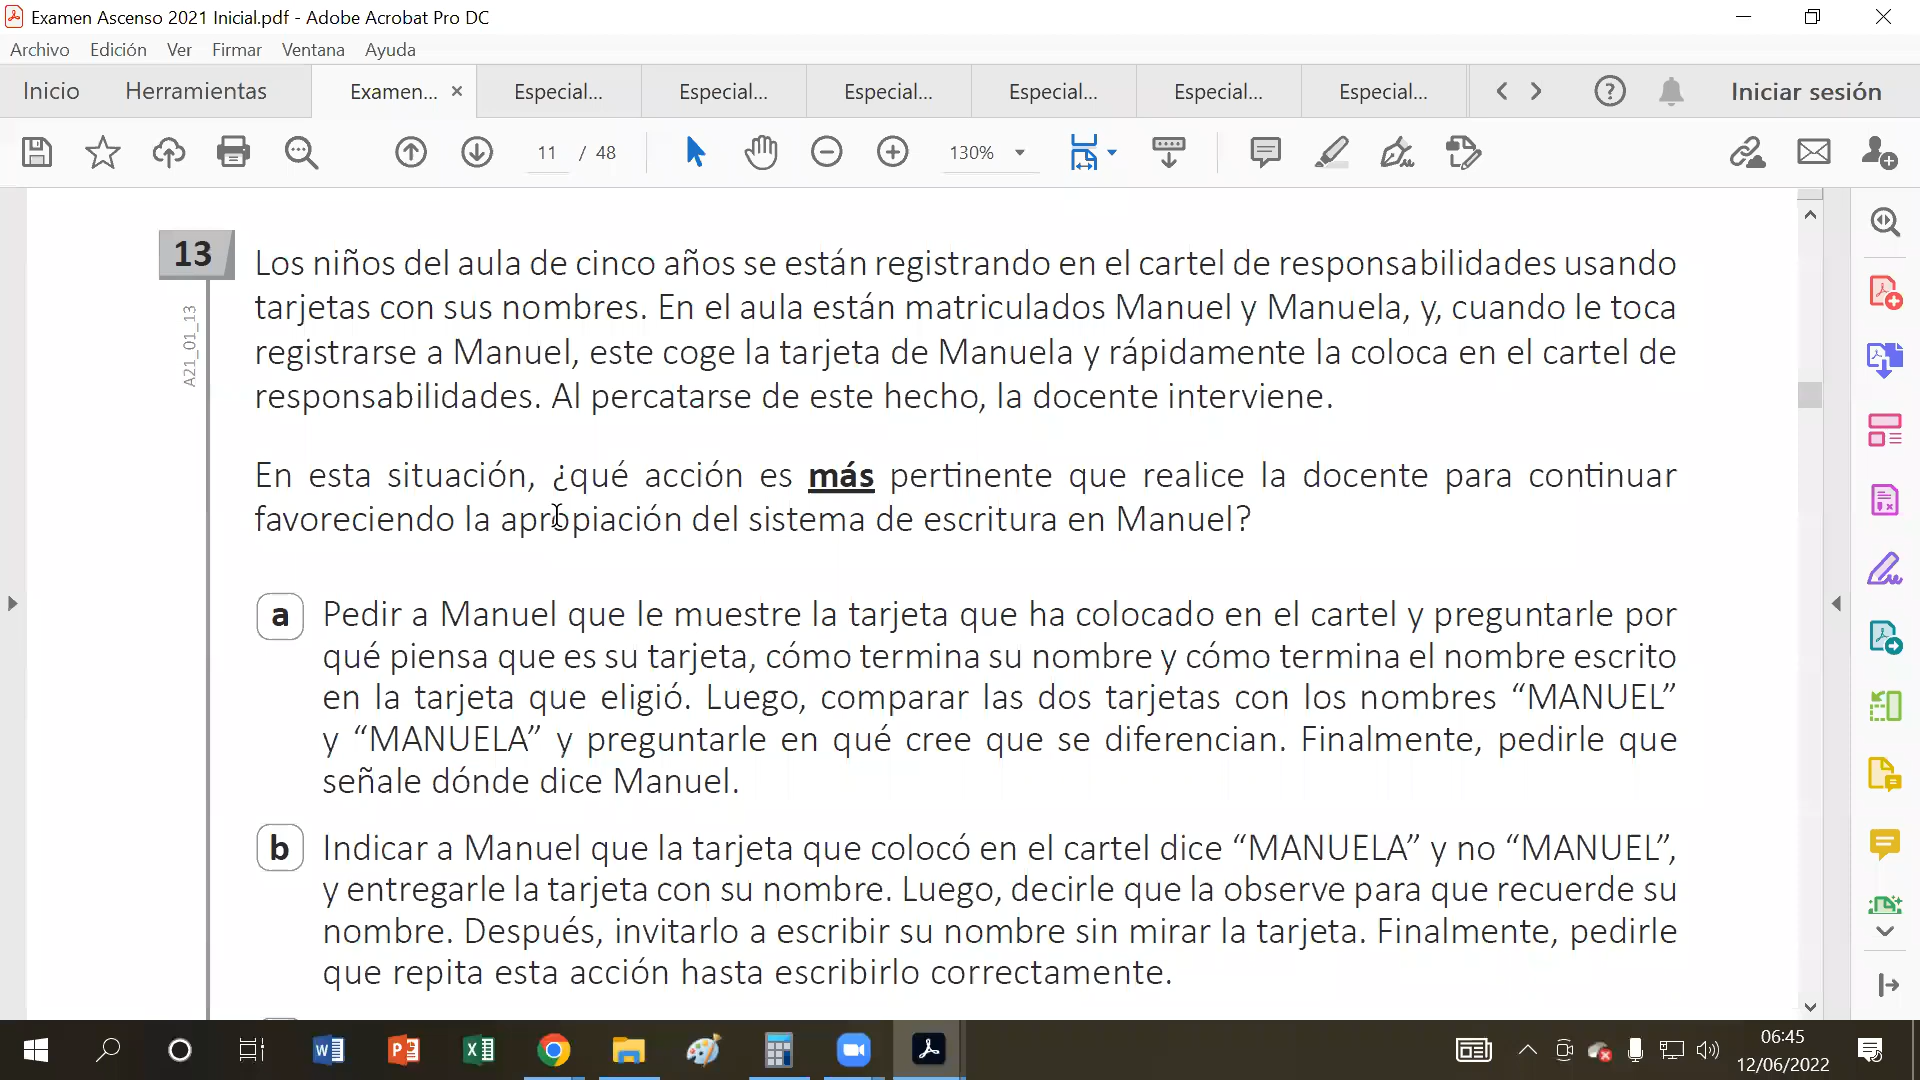 Examen Ascenso 2021 Inicial.pdf - Adobe Acrobat Pro DC
Archivo Edición Ver Firmar Ventana Ayuda
Inicio Herramientas Examen... × Especial... Especial... Especial... Especial... Especial... Especial... Iniciar sesión
11 / 48 130%
13
A21_01_13
Los niños del aula de cinco años se están registrando en el cartel de responsabilidades usando
tarjetas con sus nombres. En el aula están matriculados Manuel y Manuela, y, cuando le toca
registrarse a Manuel, este coge la tarjeta de Manuela y rápidamente la coloca en el cartel de
responsabilidades. Al percatarse de este hecho, la docente interviene.
En esta situación, ¿qué acción es más pertinente que realice la docente para continuar
favoreciendo la apropiación del sistema de escritura en Manuel?
a Pedir a Manuel que le muestre la tarjeta que ha colocado en el cartel y preguntarle por
qué piensa que es su tarjeta, cómo termina su nombre y cómo termina el nombre escrito
en la tarjeta que eligió. Luego, comparar las dos tarjetas con los nombres “MANUEL”
y “MANUELA” y preguntarle en qué cree que se diferencian. Finalmente, pedirle que
señale dónde dice Manuel.
b Indicar a Manuel que la tarjeta que colocó en el cartel dice “MANUELA” y no “MANUEL”,
y entregarle la tarjeta con su nombre. Luego, decirle que la observe para que recuerde su
nombre. Después, invitarlo a escribir su nombre sin mirar la tarjeta. Finalmente, pedirle
que repita esta acción hasta escribirlo correctamente.
06:45
12/06/2022